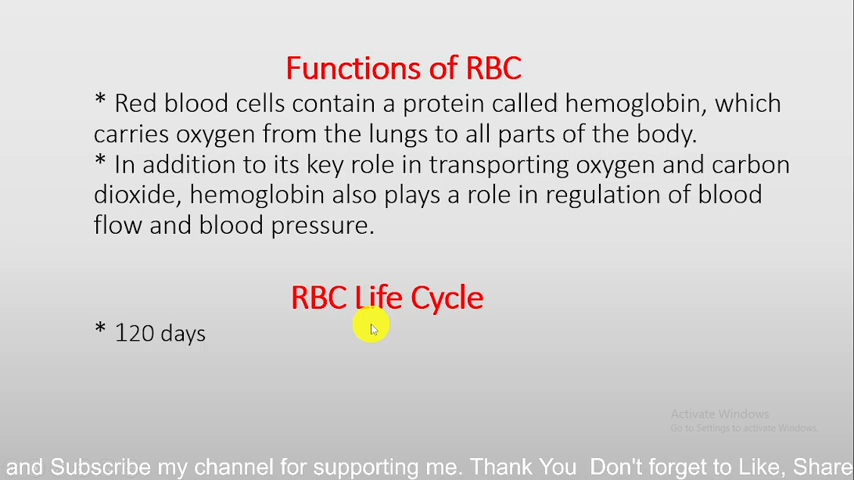 Functions of RBC
* Red blood cells contain a protein called hemoglobin, which
carries oxygen from the lungs to all parts of the body.
* In addition to its key role in transporting oxygen and carbon
dioxide, hemoglobin also plays a role in regulation of blood
flow and blood pressure.
RBC Life Cycle
* 120 days
Activate Windows
Go to Settings to activate Windows.
and Subscribe my channel for supporting me. Thank You Don't forget to Like, Share